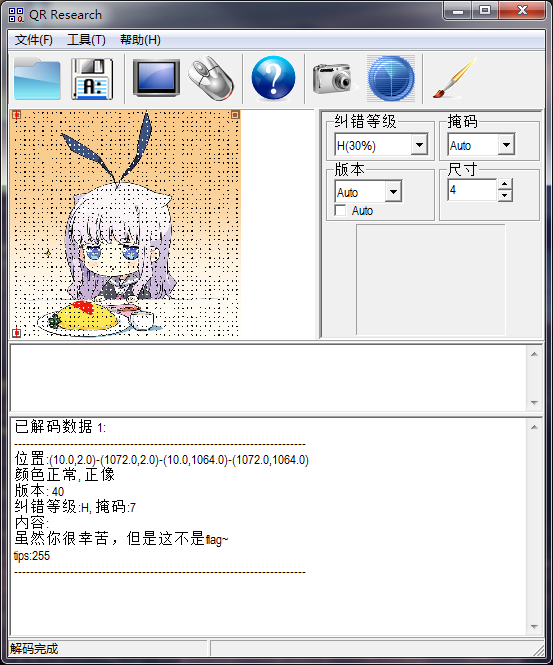 QR Research
文件(F) 工具(T) 帮助(H)
A:
纠错等级 掩码
H(30%) Auto
版本 尺寸
Auto 4
Auto
已解码数据 1:
---------------------------------------------------------------------------
位置:(10.0,2.0)-(1072.0,2.0)-(10.0,1064.0)-(1072.0,1064.0)
颜色正常, 正像
版本: 40
纠错等级:H, 掩码:7
内容:
虽然你很幸苦，但是这不是flag~
tips:255
---------------------------------------------------------------------------
解码完成